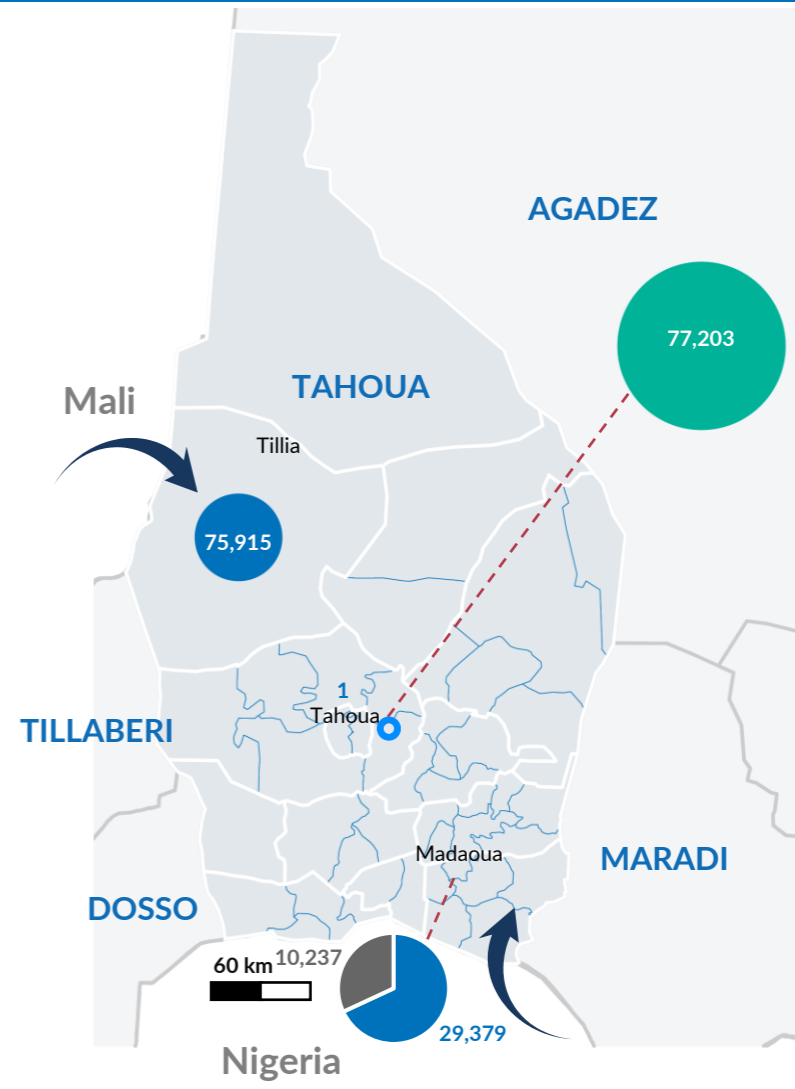 AGADEZ
77,203
TAHOUA
Mali
Tillia
75,915
1
Tahoua
TILLABERI
Madaoua
MARADI
DOSSO
60 km
10,237
29,379
Nigeria